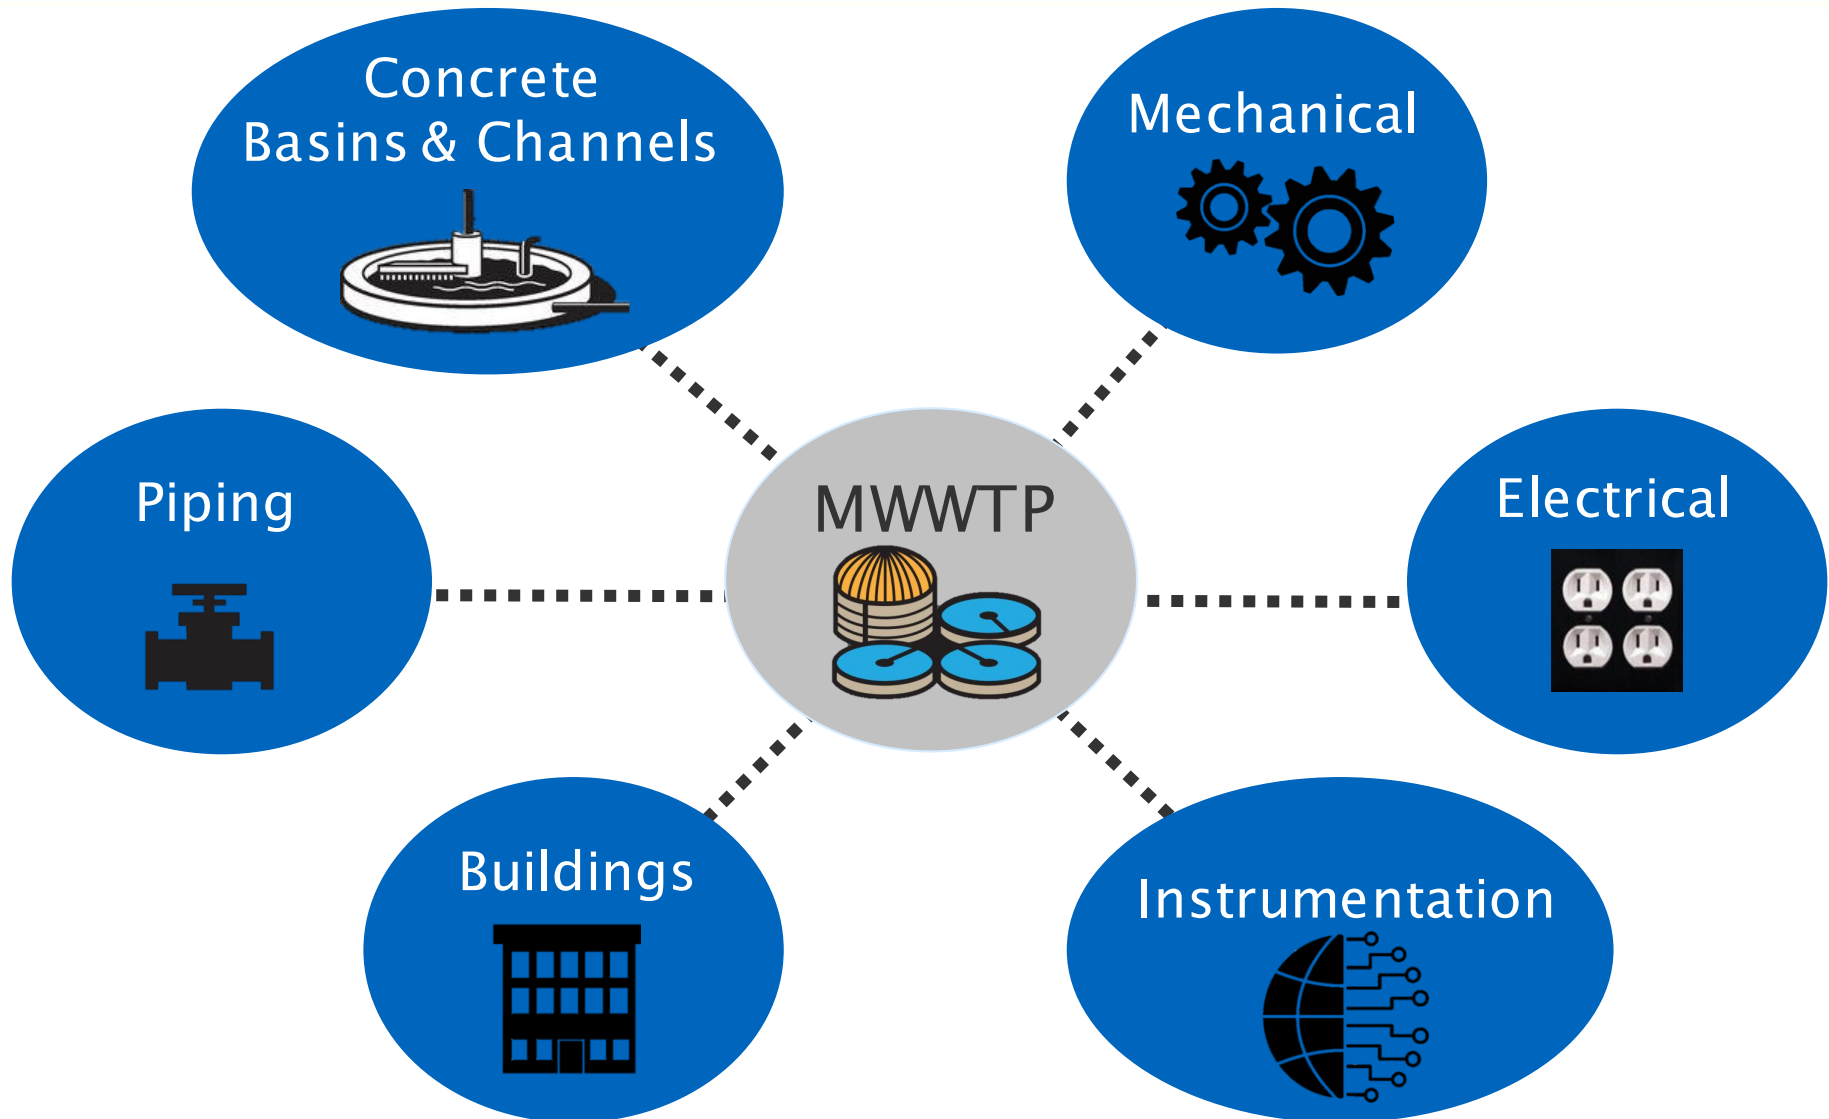 Concrete
Basins & Channels
Mechanical
Piping
MWWTP
Electrical
Buildings
Instrumentation